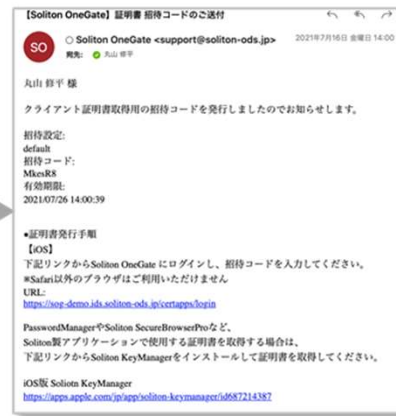 【Soliton OneGate】証明書 招待コードのご送付
SO
Soliton OneGate <support@soliton-ods.jp>
2021年7月16日 金曜日 14:00
宛先: 丸山 修平
丸山 修平 様
クライアント証明書取得用の招待コードを発行しましたのでお知らせします。
招待設定:
default
招待コード:
MkesR8
有効期限:
2021/07/26 14:00:39
●証明書発行手順
【iOS】
下記リンクからSoliton OneGate にログインし、招待コードを入力してください。
※Safari以外のブラウザはご利用いただけません
URL:
https://sog-demo.ids.soliton-ods.jp/certapps/login
PasswordManagerやSoliton SecureBrowserProなど、
Soliton製アプリケーションで使用する証明書を取得する場合は、
下記リンクからSoliton KeyManagerをインストールして証明書を取得してください。
iOS版 Soliotn KeyManager
https://apps.apple.com/jp/app/soliton-keymanager/id687214387